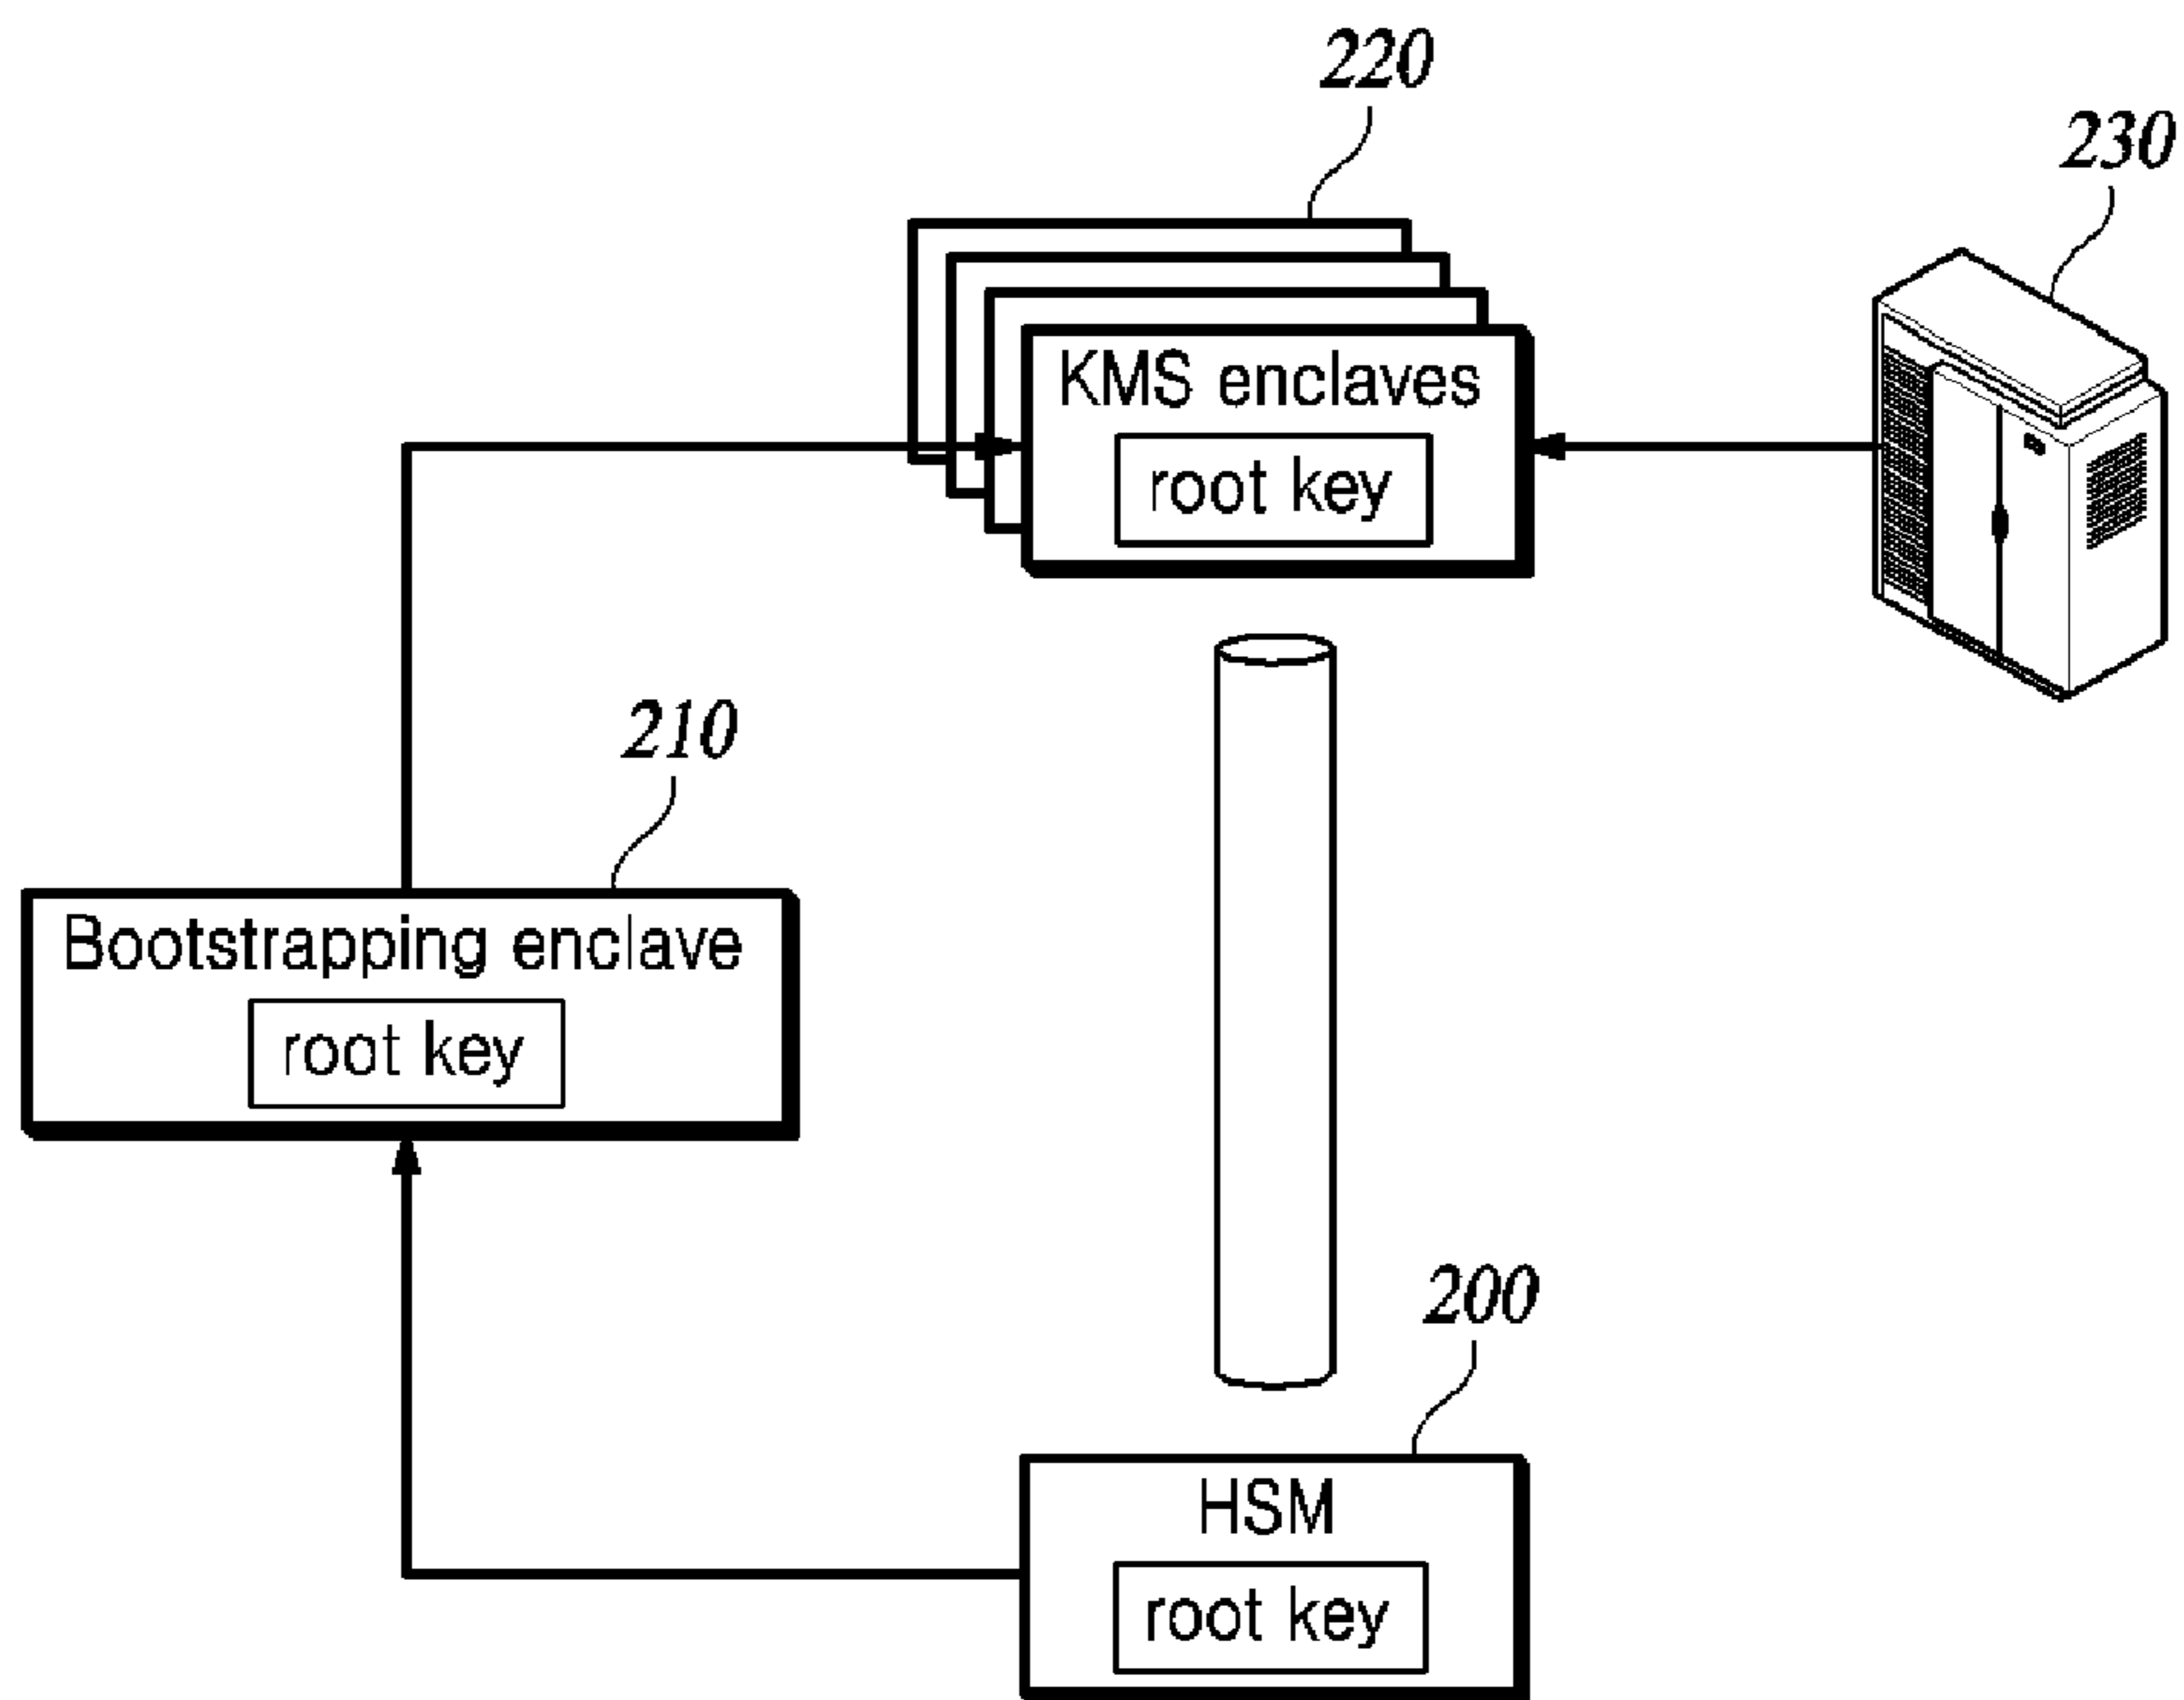 220
230
KMS enclaves
root key
210
Bootstrapping enclave
root key
200
HSM
root key